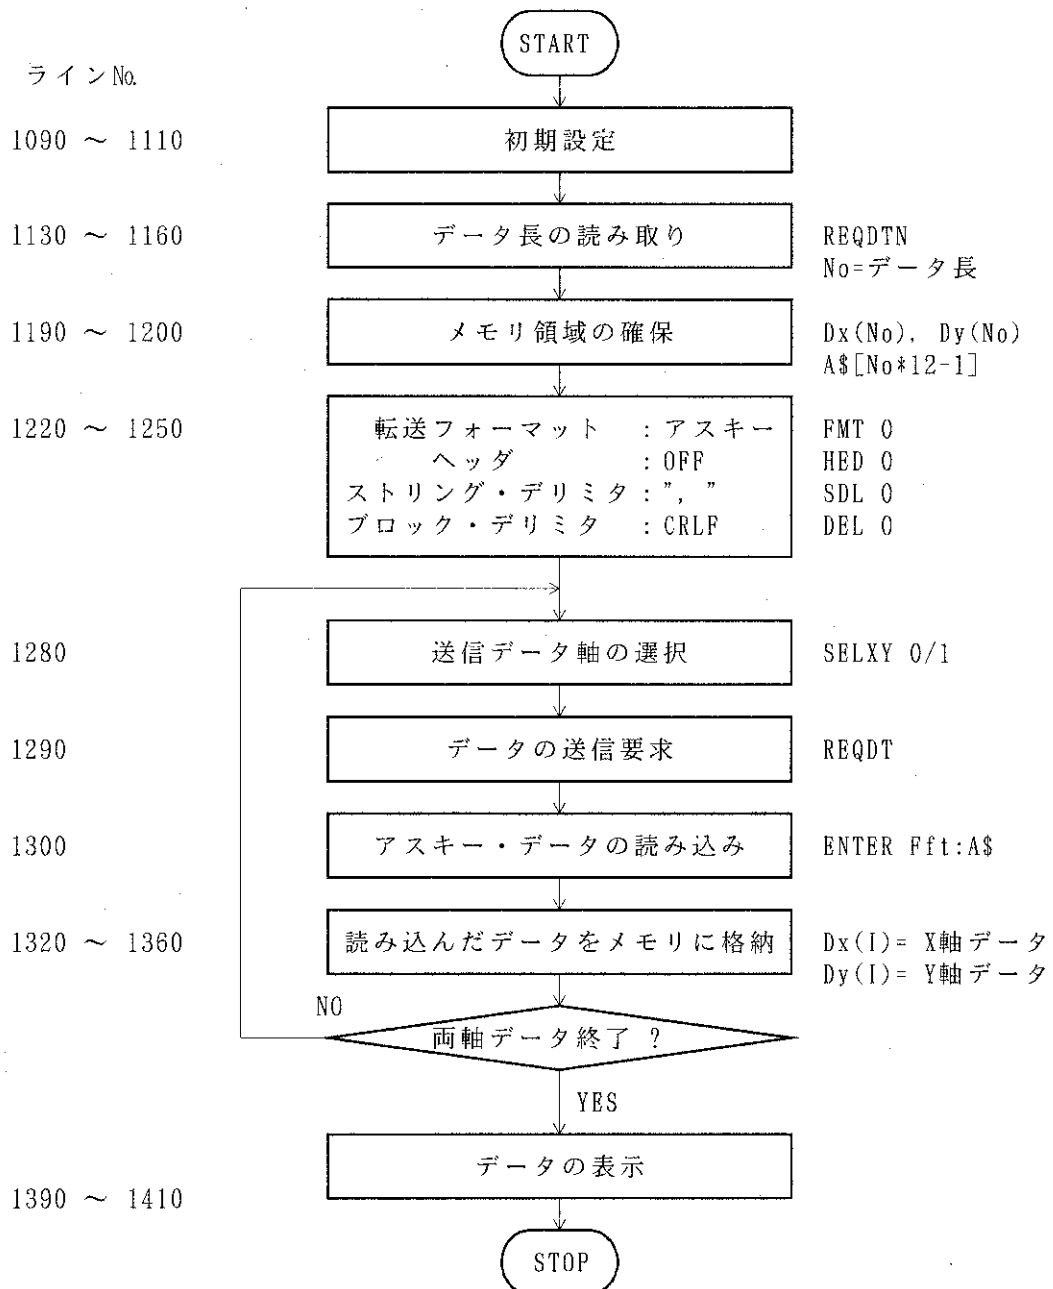 START
ラインNo.
1090 ～ 1110
初期設定
1130 ～ 1160
データ長の読み取り
REQDTN
No=データ長
1190 ～ 1200
メモリ領域の確保
Dx(No), Dy(No)
A$[No*12-1]
1220 ～ 1250
転送フォーマット :アスキー
FMT 0
ヘッダ :OFF
HED 0
ストリング・デリミタ:", "
SDL 0
ブロック・デリミタ :CRLF
DEL 0
1280
送信データ軸の選択
SELXY 0/1
1290
データの送信要求
REQDT
1300
アスキー・データの読み込み
ENTER Fft:A$
1320 ～ 1360
読み込んだデータをメモリに格納
Dx(I)= X軸データ
Dy(I)= Y軸データ
NO
両軸データ終了 ?
YES
データの表示
1390 ～ 1410
STOP